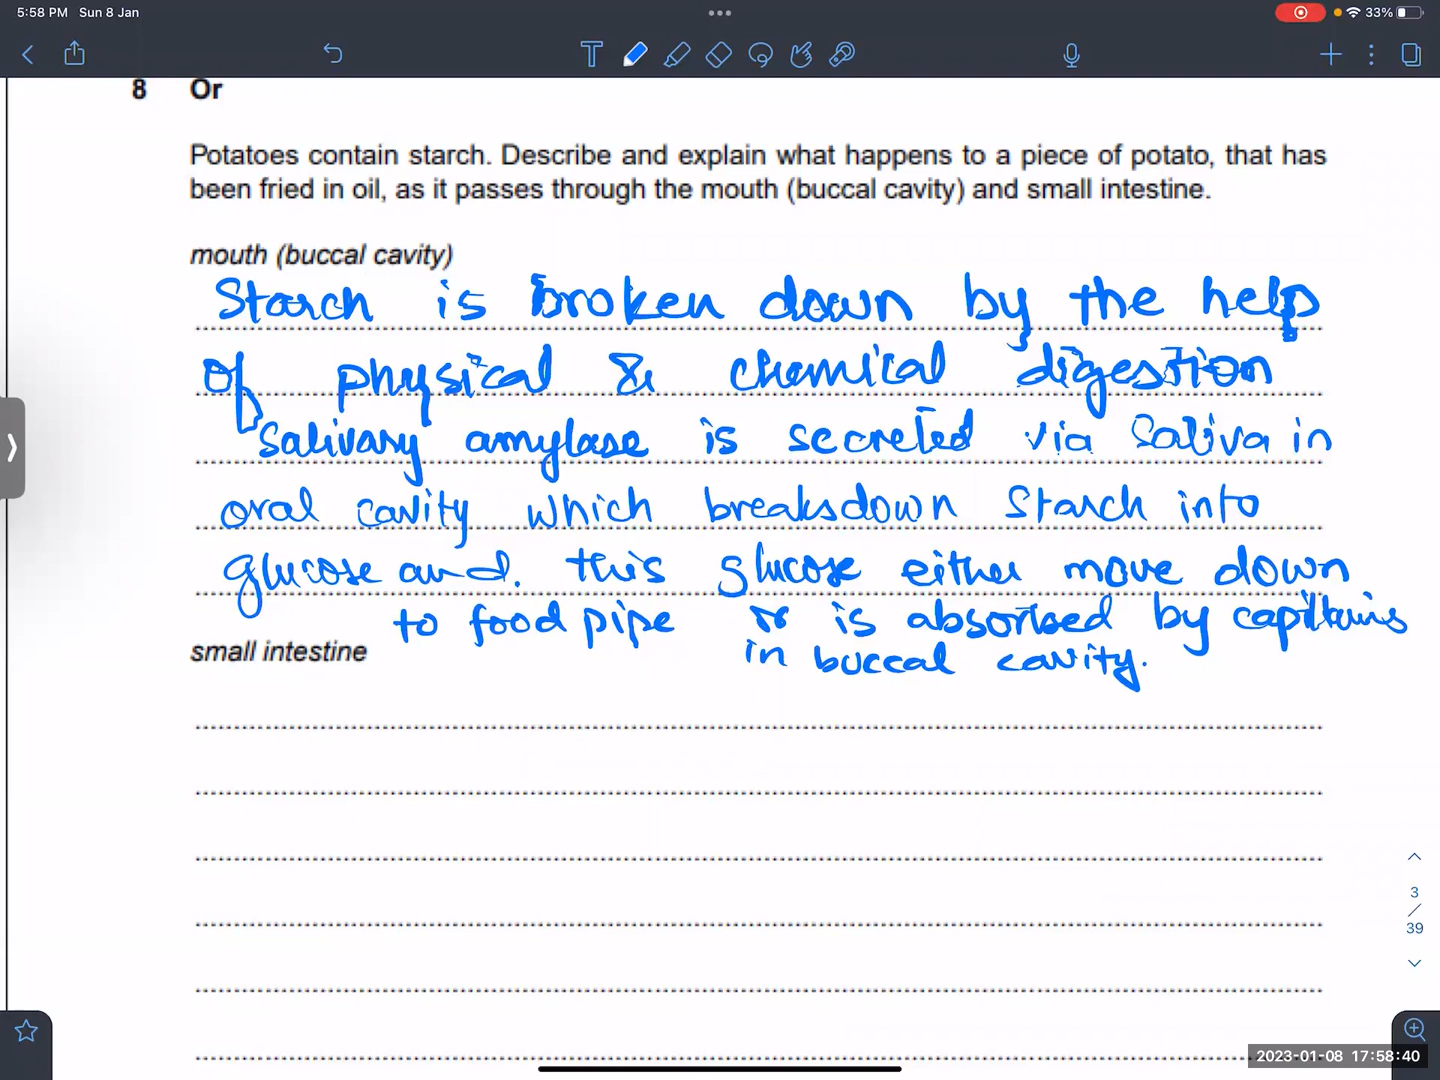 5:58 PM Sun 8 Jan
33%
T
8 Or
Potatoes contain starch. Describe and explain what happens to a piece of potato, that has
been fried in oil, as it passes through the mouth (buccal cavity) and small intestine.
mouth (buccal cavity)
Starch is broken down by the help
of physical & chemical digestion
Salivary amylase is secreted via Saliva in
oral cavity which breaksdown Starch into
glucose and. this glucose either move down
to food pipe or is absorbed by
small intestine
in buccal cavity.
3
/
39
2023-01-08 17:58:40